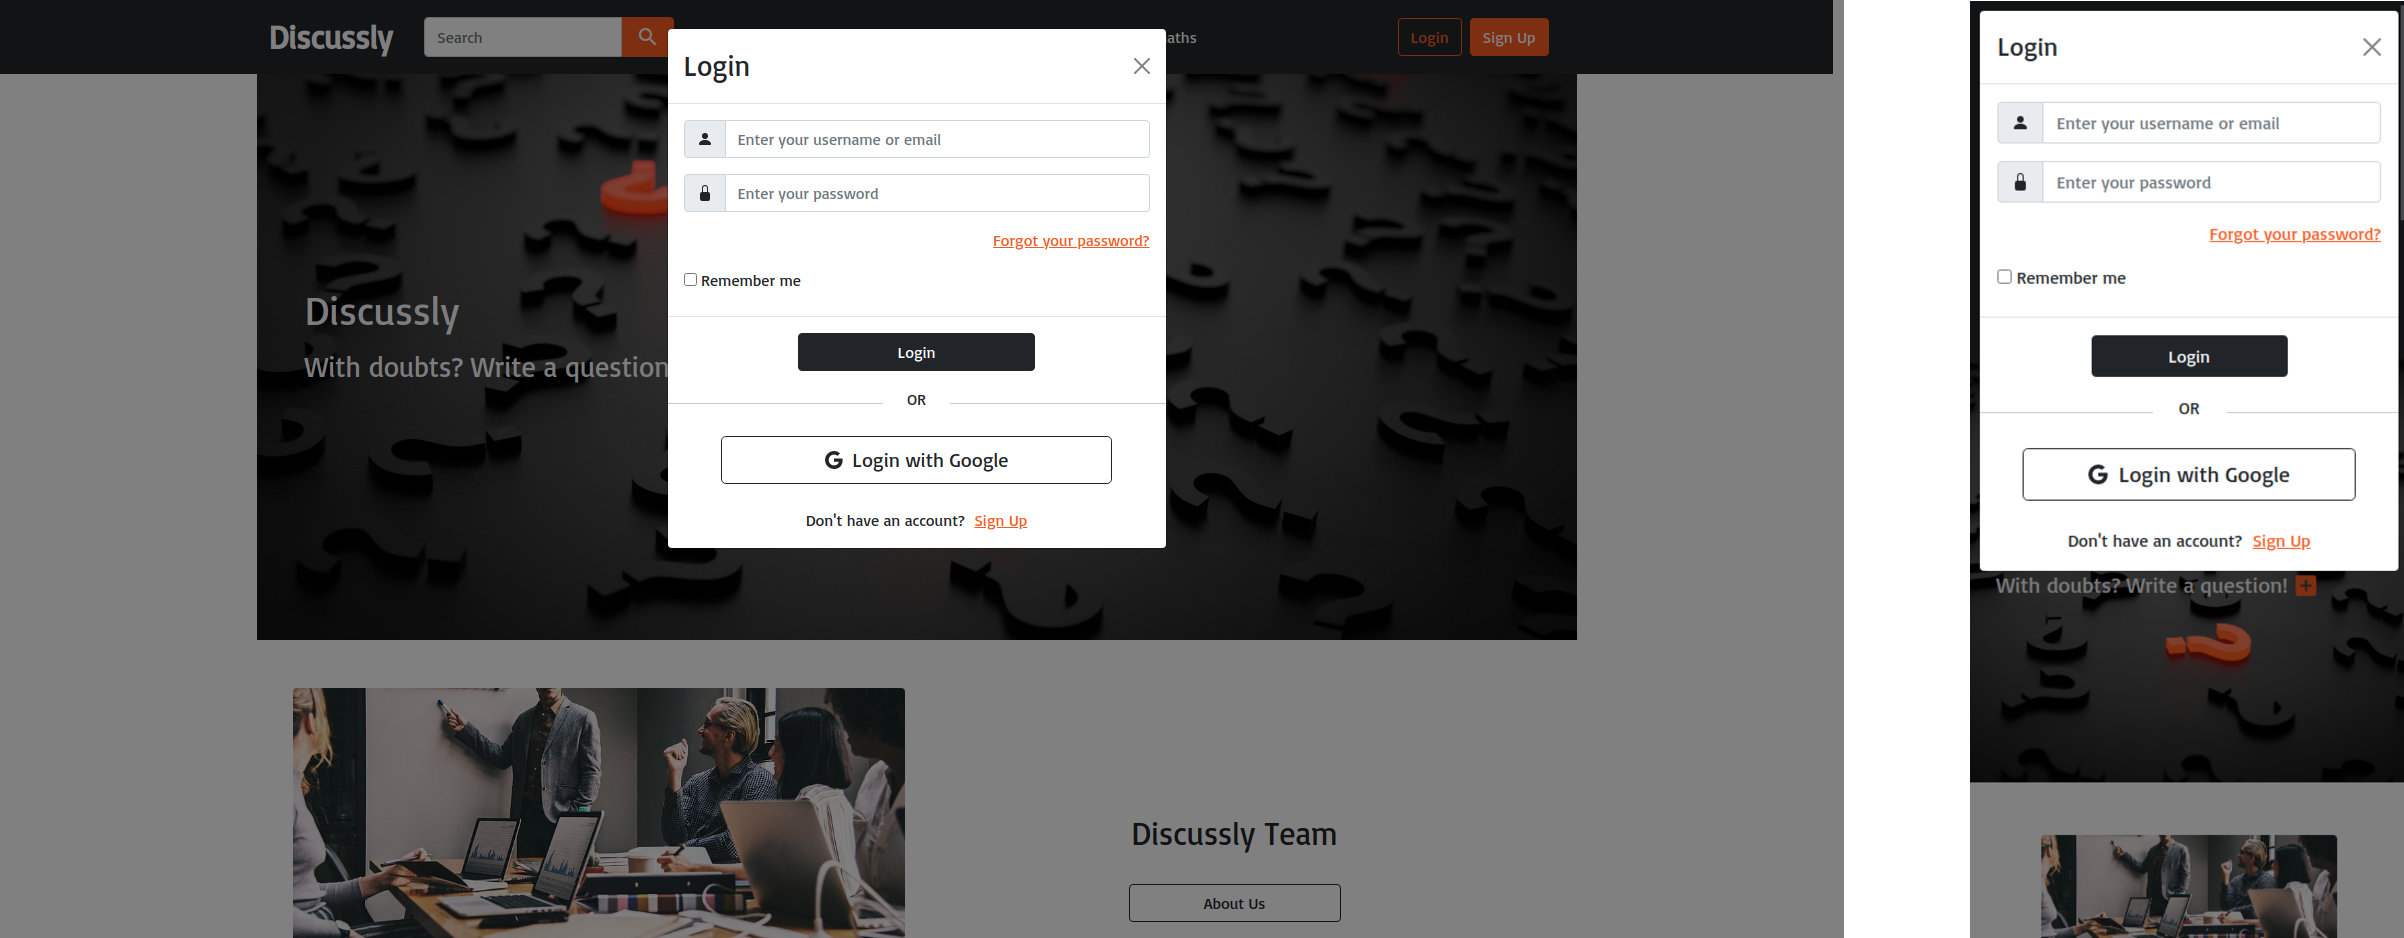 Discussly
Search
aths
Login
Sign Up
Login
Enter your username or email
Enter your password
Forgot your password?
Remember me
Login
OR
Login with Google
Don't have an account? Sign Up
Discussly
With doubts? Write a question
Discussly Team
About Us
Login
Enter your username or email
Enter your password
Forgot your password?
Remember me
Login
OR
Login with Google
Don't have an account? Sign Up
With doubts? Write a question!